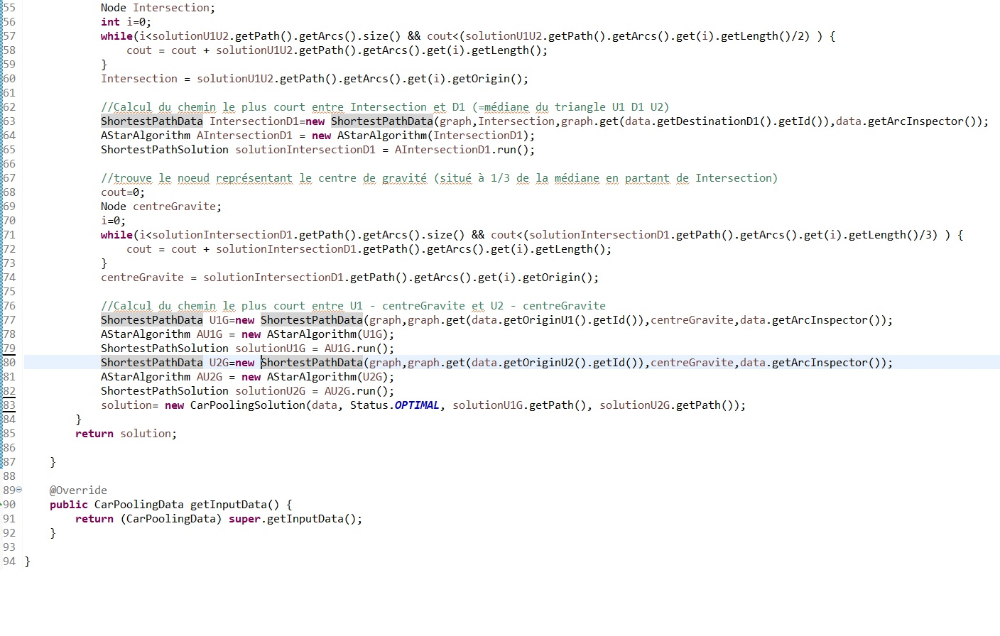 55 Node Intersection;
56 int i=0;
57 while(i<solutionU1U2.getPath().getArcs().size() && cout<(solutionU1U2.getPath().getArcs().get(i).getLength()/2) ) {
58 cout = cout + solutionU1U2.getPath().getArcs().get(i).getLength();
59 }
60 Intersection = solutionU1U2.getPath().getArcs().get(i).getOrigin();
61
62 //Calcul du chemin le plus court entre Intersection et D1 (=médiane du triangle U1 D1 U2)
63 ShortestPathData IntersectionD1=new ShortestPathData(graph,Intersection,graph.get(data.getDestinationD1().getId()),data.getArcInspector());
64 AStarAlgorithm AIntersectionD1 = new AStarAlgorithm(IntersectionD1);
65 ShortestPathSolution solutionIntersectionD1 = AIntersectionD1.run();
66
67 //trouve le noeud représentant le centre de gravité (situé à 1/3 de la médiane en partant de Intersection)
68 cout=0;
69 Node centreGravite;
70 i=0;
71 while(i<solutionIntersectionD1.getPath().getArcs().size() && cout<(solutionIntersectionD1.getPath().getArcs().get(i).getLength()/3) ) {
72 cout = cout + solutionIntersectionD1.getPath().getArcs().get(i).getLength();
73 }
74 centreGravite = solutionIntersectionD1.getPath().getArcs().get(i).getOrigin();
75
76 //Calcul du chemin le plus court entre U1 - centreGravite et U2 - centreGravite
77 ShortestPathData U1G=new ShortestPathData(graph,graph.get(data.getOriginU1().getId()),centreGravite,data.getArcInspector());
78 AStarAlgorithm AU1G = new AStarAlgorithm(U1G);
79 ShortestPathSolution solutionU1G = AU1G.run();
80 ShortestPathData U2G=new ShortestPathData(graph,graph.get(data.getOriginU2().getId()),centreGravite,data.getArcInspector());
81 AStarAlgorithm AU2G = new AStarAlgorithm(U2G);
82 ShortestPathSolution solutionU2G = AU2G.run();
83 solution= new CarPoolingSolution(data, Status.OPTIMAL, solutionU1G.getPath(), solutionU2G.getPath());
84 }
85 return solution;
86
87 }
88
89 @Override
90 public CarPoolingData getInputData() {
91 return (CarPoolingData) super.getInputData();
92 }
93
94 }